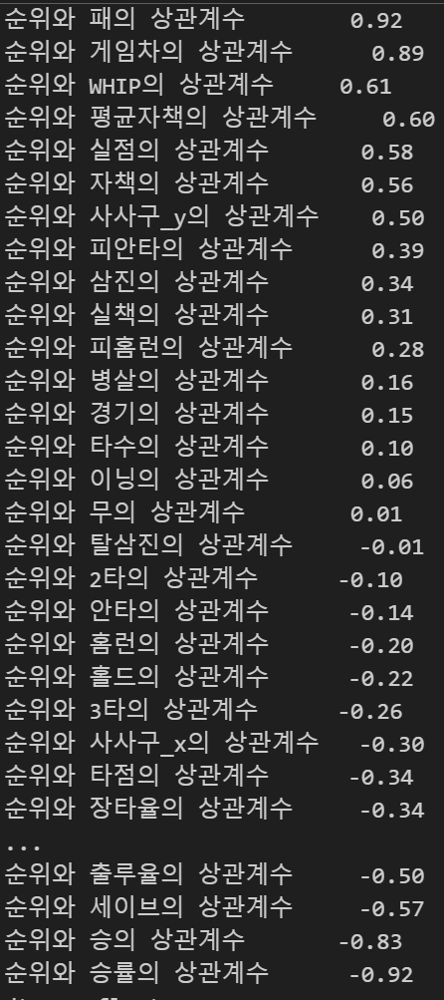 순위와 패의 상관계수 0.92
순위와 게임차의 상관계수 0.89
순위와 WHIP의 상관계수 0.61
순위와 평균자책의 상관계수 0.60
순위와 실점의 상관계수 0.58
순위와 자책의 상관계수 0.56
순위와 사사구_y의 상관계수 0.50
순위와 피안타의 상관계수 0.39
순위와 삼진의 상관계수 0.34
순위와 실책의 상관계수 0.31
순위와 피홈런의 상관계수 0.28
순위와 병살의 상관계수 0.16
순위와 경기의 상관계수 0.15
순위와 타수의 상관계수 0.10
순위와 이닝의 상관계수 0.06
순위와 무의 상관계수 0.01
순위와 탈삼진의 상관계수 -0.01
순위와 2타의 상관계수 -0.10
순위와 안타의 상관계수 -0.14
순위와 홈런의 상관계수 -0.20
순위와 홀드의 상관계수 -0.22
순위와 3타의 상관계수 -0.26
순위와 사사구_x의 상관계수 -0.30
순위와 타점의 상관계수 -0.34
순위와 장타율의 상관계수 -0.34
...
순위와 출루율의 상관계수 -0.50
순위와 세이브의 상관계수 -0.57
순위와 승의 상관계수 -0.83
순위와 승률의 상관계수 -0.92